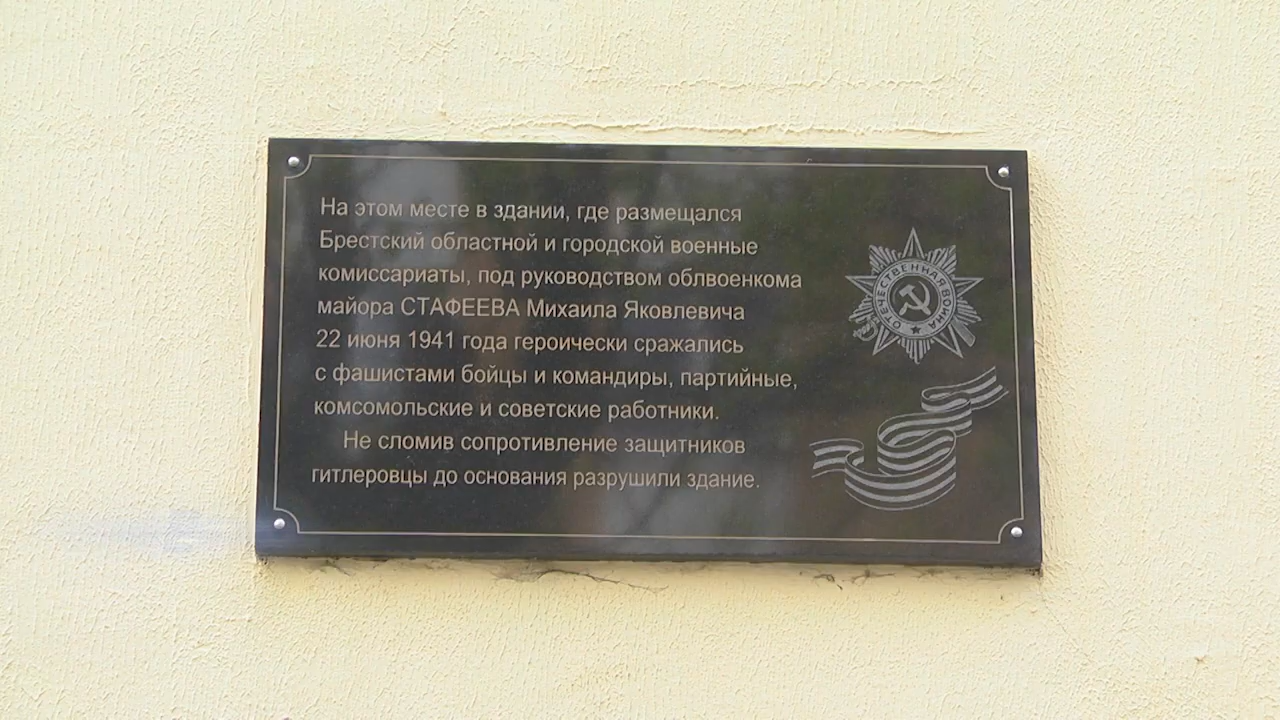 На этом месте в здании, где размещался
Брестский областной и городской военные
комиссариаты, под руководством облвоенкома
майора СТАФЕЕВА Михаила Яковлевича
22 июня 1941 года героически сражались
с фашистами бойцы и командиры, партийные,
комсомольские и советские работники.
Не сломив сопротивление защитников
гитлеровцы до основания разрушили здание.
ОТЕЧЕСТВЕННАЯ ВОЙНА